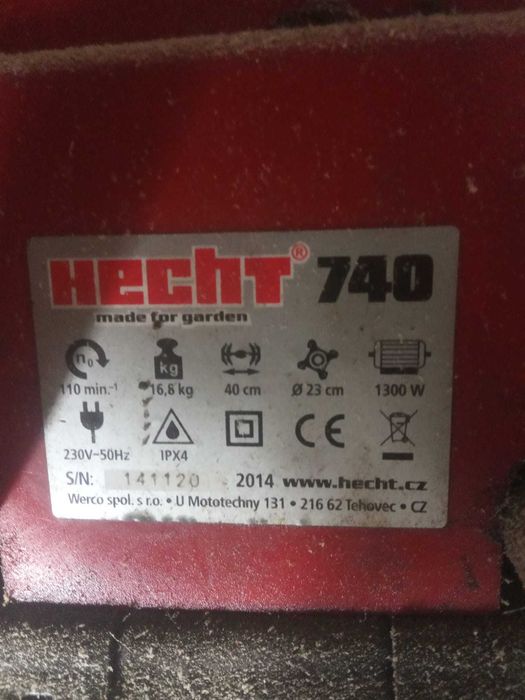 HECHT® 740
made for garden
n₀ kg
110 min.⁻¹ 16,8 kg 40 cm Ø 23 cm 1300 W
230V~50Hz IPX4 CE
S/N: 141120 2014 www.hecht.cz
Werco spol. s r.o. • U Mototechny 131 • 216 62 Tehovec • CZ